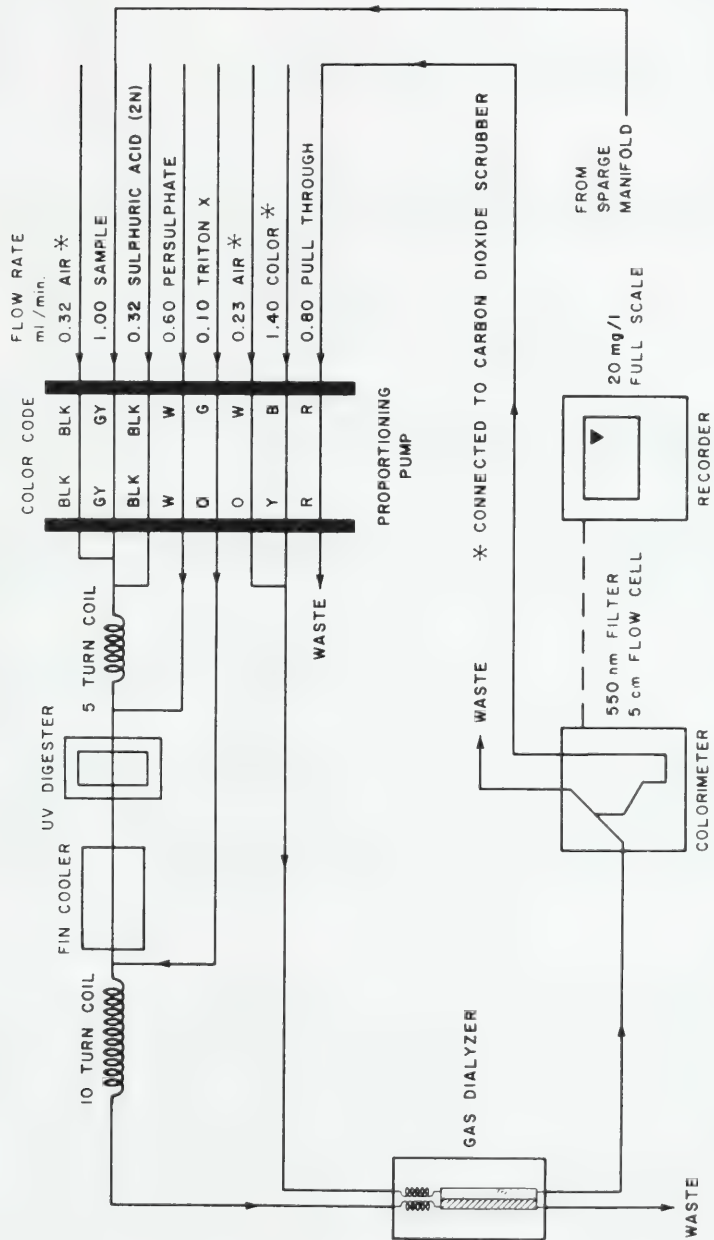 FLOW RATE
ml/min.
COLOR CODE
BLK BLK 0.32 AIR *
GY GY 1.00 SAMPLE
BLK BLK 0.32 SULPHURIC ACID (2N)
W W 0.60 PERSULPHATE
G 0.10 TRITON X
O W 0.23 AIR *
Y B 1.40 COLOR *
R R 0.80 PULL THROUGH
PROPORTIONING
PUMP
10 TURN COIL
FIN COOLER
UV DIGESTER
5 TURN COIL
WASTE
* CONNECTED TO CARBON DIOXIDE SCRUBBER
GAS DIALYZER
WASTE
WASTE
COLORIMETER
550 nm FILTER
5 cm FLOW CELL
RECORDER
20 mg/l
FULL SCALE
FROM
SPARGE
MANIFOLD